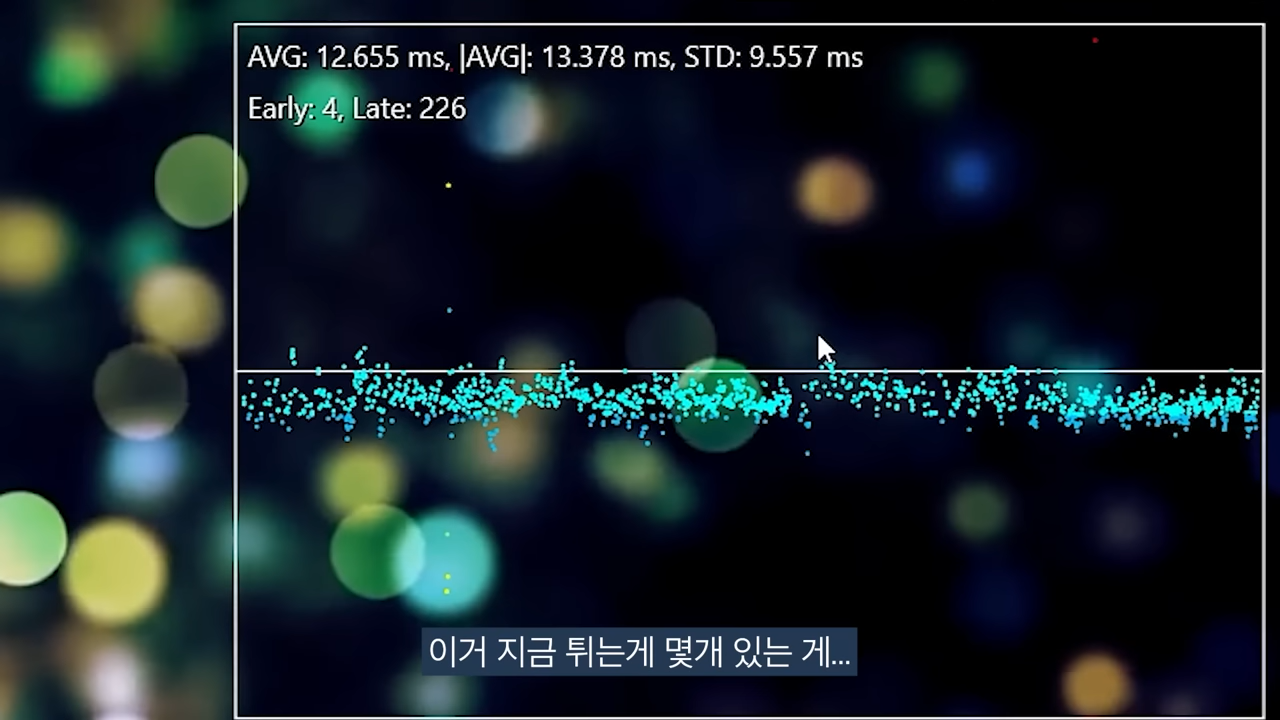 AVG: 12.655 ms, |AVG|: 13.378 ms, STD: 9.557 ms
Early: 4, Late: 226
이거 지금 튀는게 몇개 있는 게...